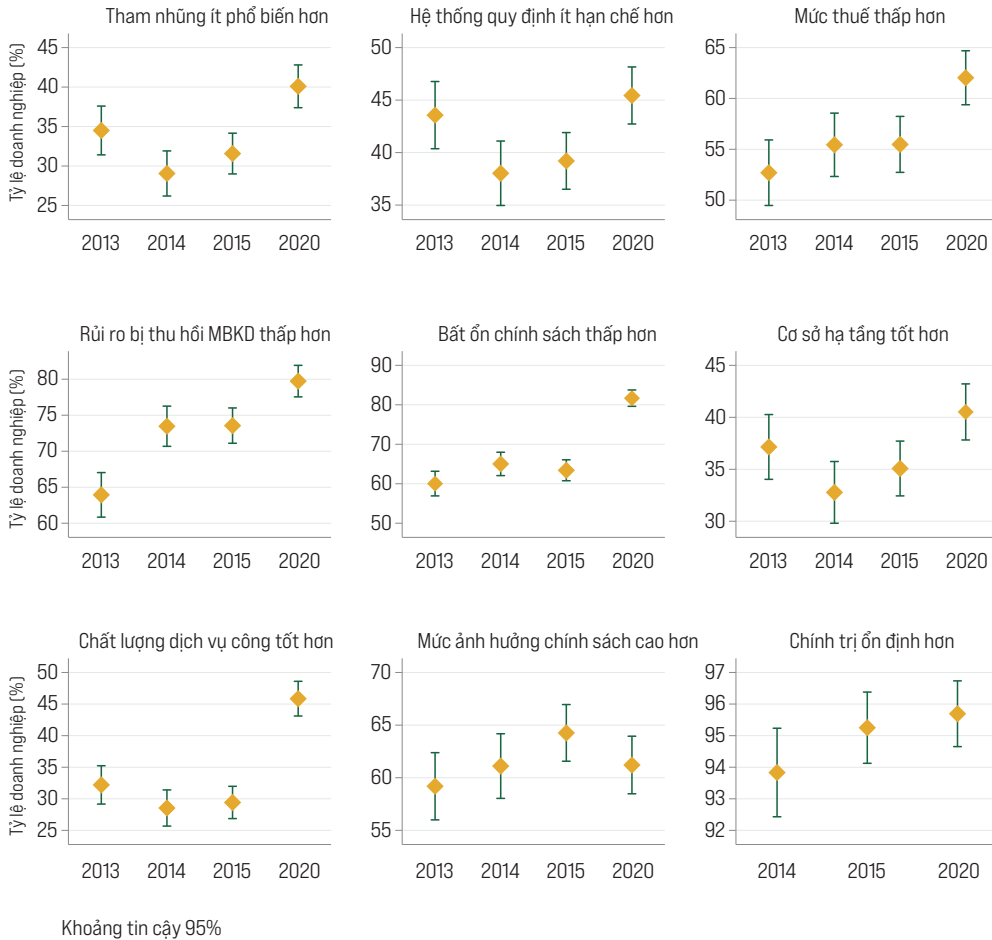 Tham nhũng ít phổ biến hơn
Tỷ lệ doanh nghiệp (%)
45
40
35
30
25
2013 2014 2015 2020
Hệ thống quy định ít hạn chế hơn
50
45
40
35
2013 2014 2015 2020
Mức thuế thấp hơn
65
60
55
50
2013 2014 2015 2020
Rủi ro bị thu hồi MBKD thấp hơn
Tỷ lệ doanh nghiệp (%)
80
75
70
65
60
2013 2014 2015 2020
Bất ổn chính sách thấp hơn
90
80
70
60
50
2013 2014 2015 2020
Cơ sở hạ tầng tốt hơn
45
40
35
30
2013 2014 2015 2020
Chất lượng dịch vụ công tốt hơn
Tỷ lệ doanh nghiệp (%)
50
45
40
35
30
25
2013 2014 2015 2020
Mức ảnh hưởng chính sách cao hơn
70
65
60
55
2013 2014 2015 2020
Chính trị ổn định hơn
97
96
95
94
93
92
2014 2015 2020
Khoảng tin cậy 95%